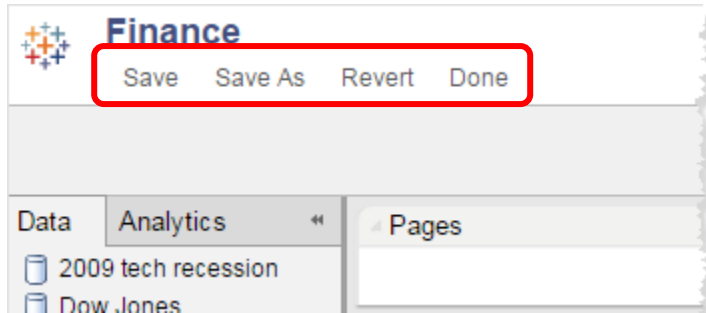 Finance
Save Save As Revert Done
Data Analytics Pages
2009 tech recession
Dow Jones